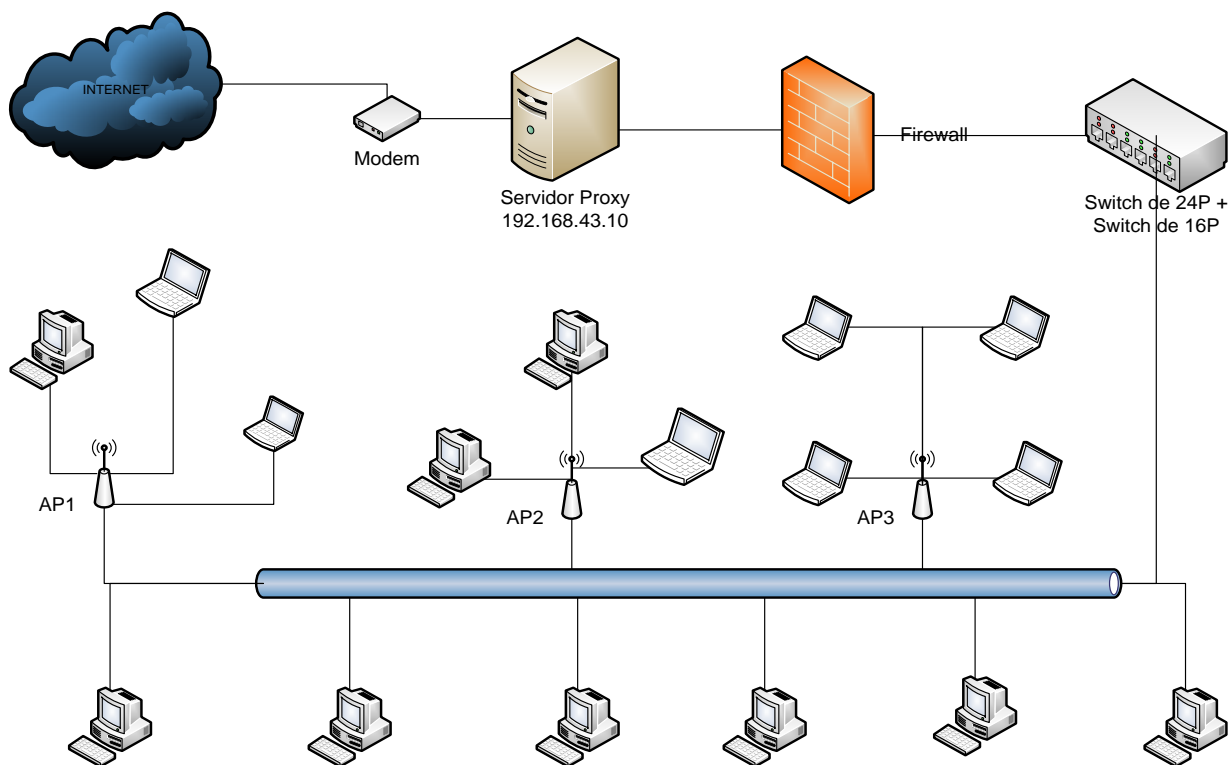 INTERNET
Modem
Servidor Proxy
192.168.43.10
Firewall
Switch de 24P +
Switch de 16P
AP1
AP2
AP3